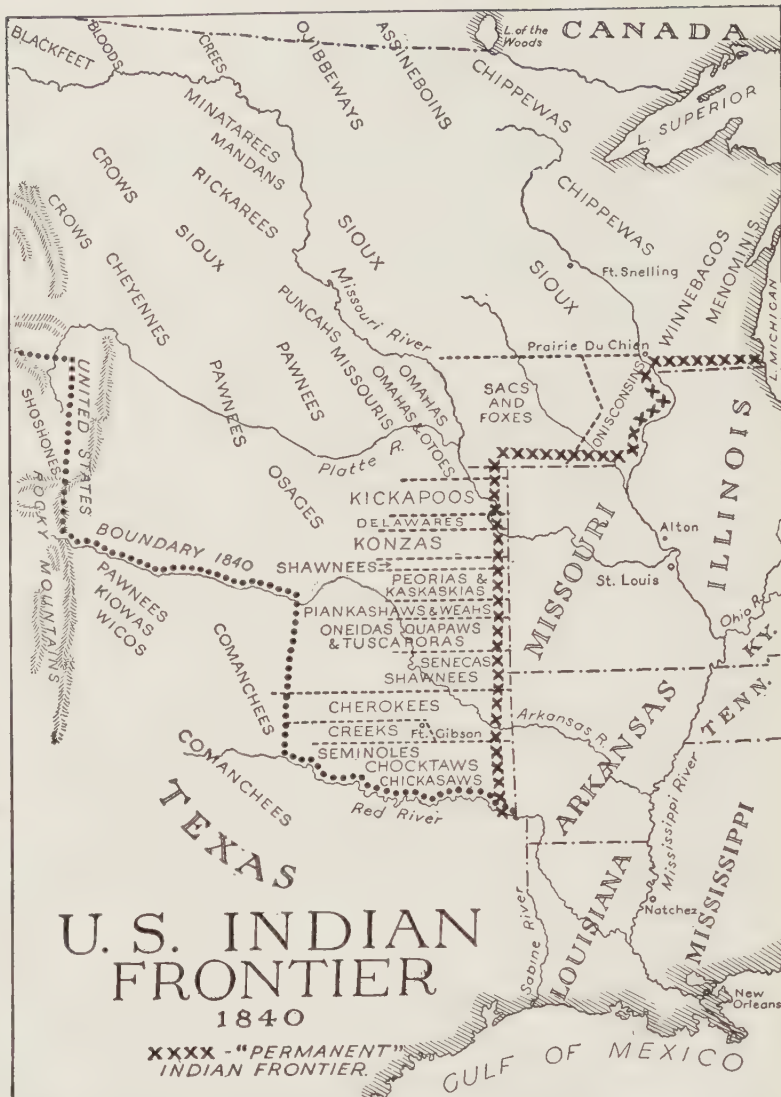 L. of the
Woods
CANADA
BLACKFEET
BLOODS
CREES
OJIBBEWAYS
ASSINEBOINS
CHIPPEWAS
L. SUPERIOR
MINATAREES
MANDANS
RICKAREES
CROWS
CROWS
SIOUX
SIOUX
CHIPPEWAS
SIOUX
Ft. Snelling
WINNEBAGOS
MENOMINIS
L. MICHIGAN
CHEYENNES
PUNCAHS
Missouri River
Prairie Du Chien
PAWNEES
PAWNEES
MISSOURIS
OMAHAS
OMAHAS & OTOES
SACS
AND
FOXES
ONISCONSINS
SHOSHONES
UNITED STATES
BOUNDARY 1840
ROCKY MOUNTAINS
Platte R.
OSAGES
KICKAPOOS
DELAWARES
KONZAS
SHAWNEES
PEORIAS &
KASKASKIAS
PIANKASHAWS & WEAHS
ONEIDAS QUAPAWS
& TUSCARORAS
SENECAS
SHAWNEES
CHEROKEES
CREEKS
Ft. Gibson
SEMINOLES
CHOCKTAWS
CHICKASAWS
MISSOURI
ILLINOIS
Alton
St. Louis
Ohio R.
KY.
TENN.
PAWNEES
KIOWAS
WICOS
COMANCHEES
COMANCHEES
Arkansas R.
ARKANSAS
Mississippi River
Red River
TEXAS
LOUISIANA
MISSISSIPPI
Natchez
Sabine River
New
Orleans
GULF OF MEXICO
U. S. INDIAN
FRONTIER
1840
XXXX - "PERMANENT"
INDIAN FRONTIER.